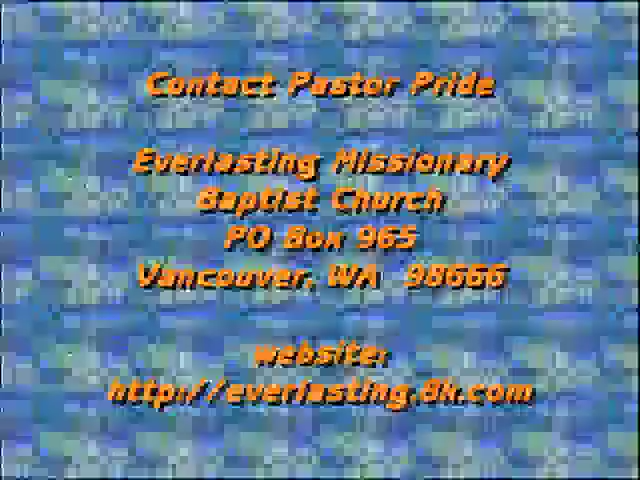 Contact Pastor Pride
Everlasting Missionary
Baptist Church
PO Box 965
Vancouver, WA 98666
website:
http://everlasting.8k.com